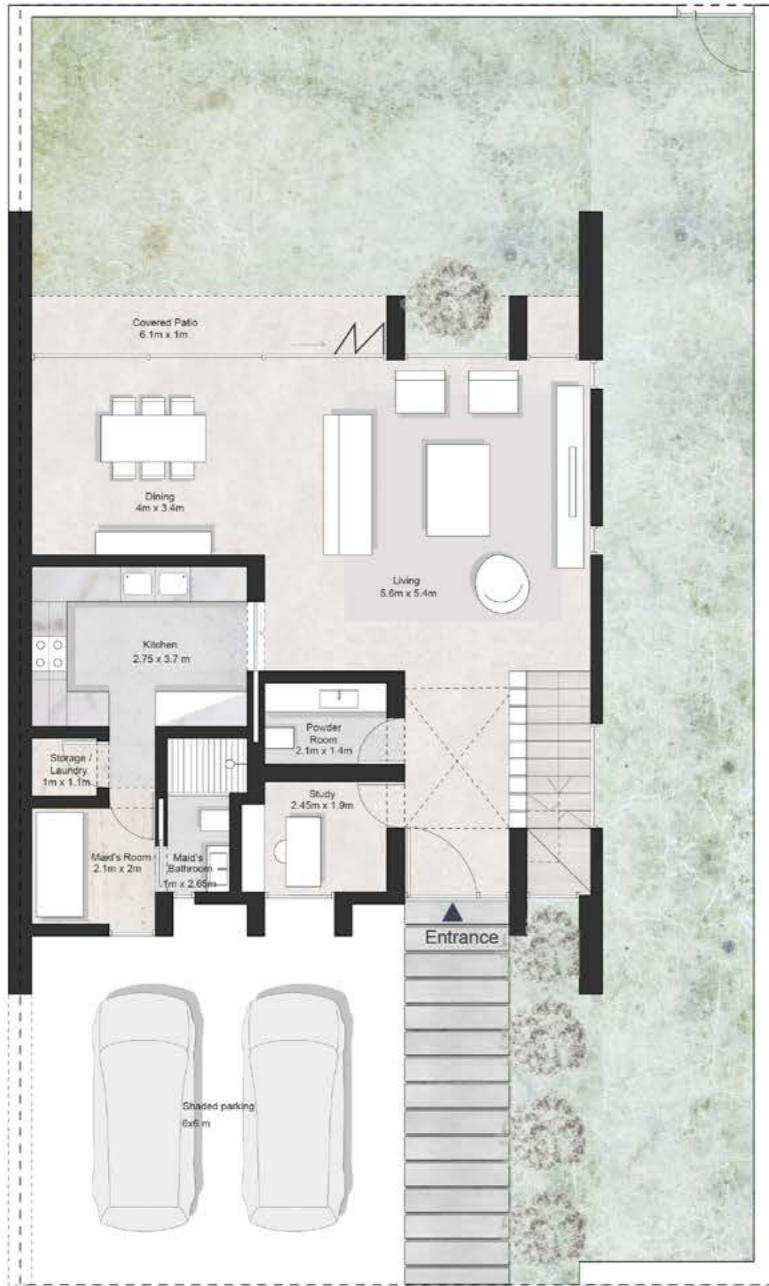 Covered Patio
6.1m x 1m
Dining
4m x 3.4m
Living
5.6m x 5.4m
Kitchen
2.75 x 3.7 m
Powder
Room
2.1m x 1.4m
Storage /
Laundry
1m x 1.1m
Study
2.45m x 1.9m
Maid's Room
2.1m x 2m
Maid's
Bathroom
1m x 2.65m
Entrance
Shaded parking
6x6 m